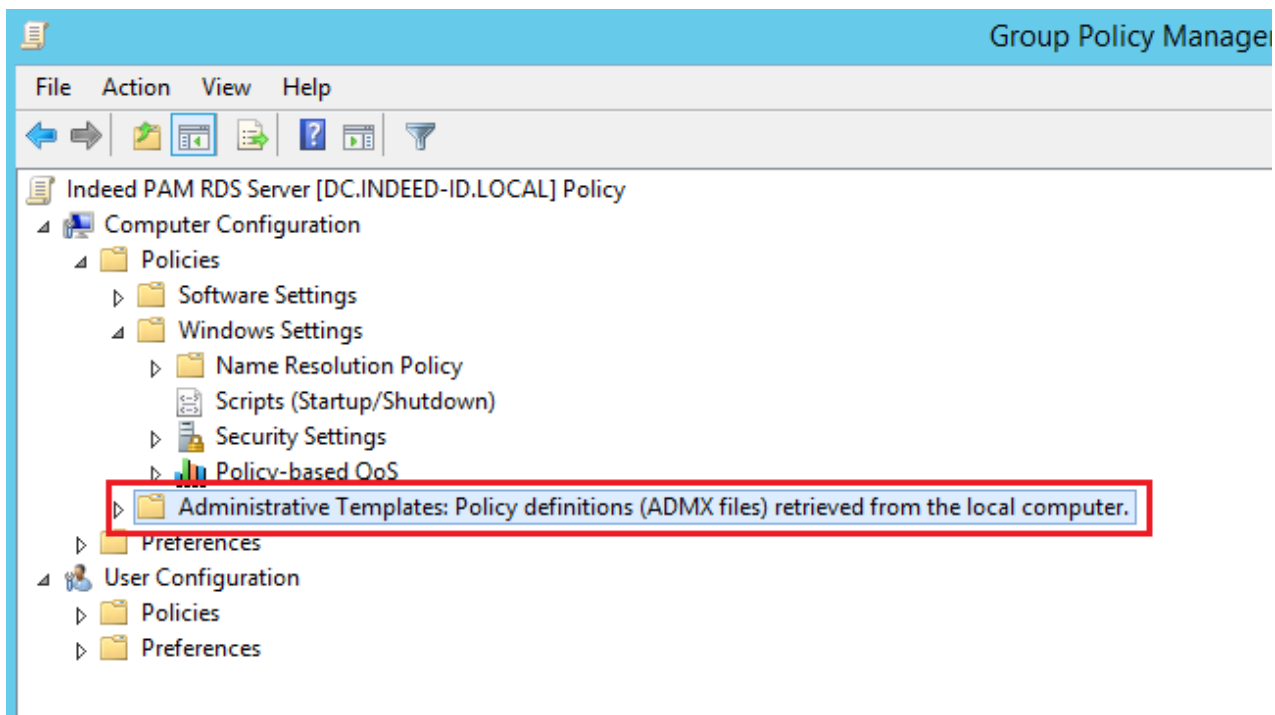 Group Policy Manager
File Action View Help
Indeed PAM RDS Server [DC.INDEED-ID.LOCAL] Policy
Computer Configuration
Policies
Software Settings
Windows Settings
Name Resolution Policy
Scripts (Startup/Shutdown)
Security Settings
Policy-based QoS
Administrative Templates: Policy definitions (ADMX files) retrieved from the local computer.
Preferences
User Configuration
Policies
Preferences